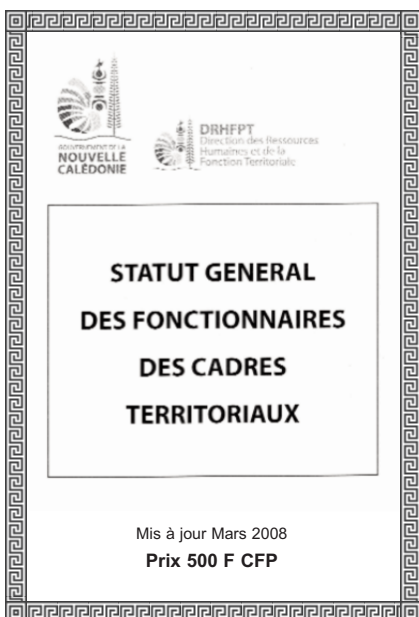 GOUVERNEMENT DE LA
NOUVELLE
CALÉDONIE
DRHFPT
Direction des Ressources
Humaines et de la
Fonction Territoriale
STATUT GENERAL
DES FONCTIONNAIRES
DES CADRES
TERRITORIAUX
Mis à jour Mars 2008
Prix 500 F CFP